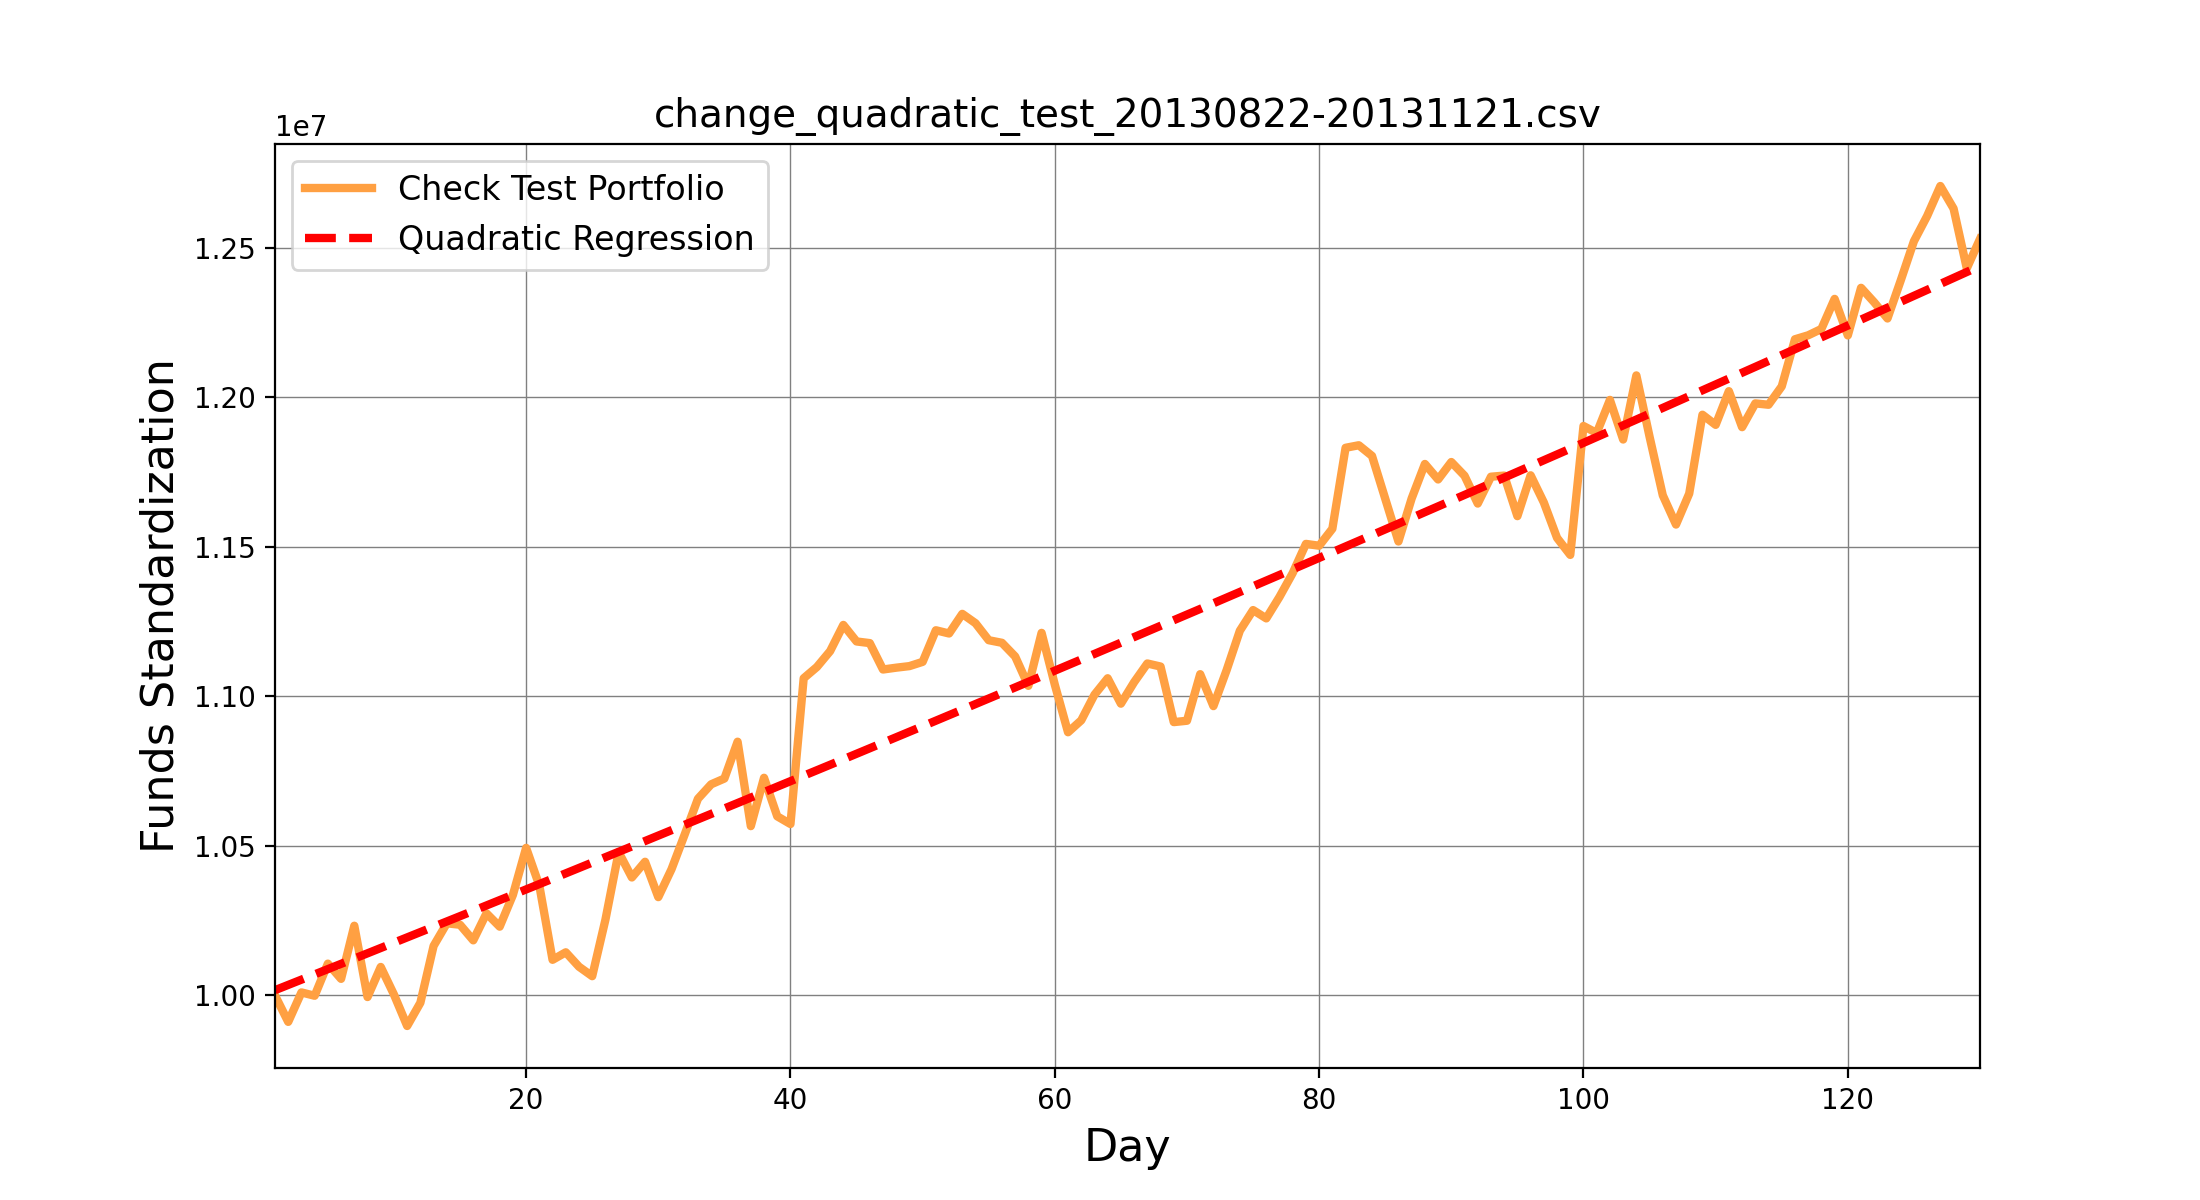 change_quadratic_test_20130822-20131121.csv
1e7
Check Test Portfolio
Quadratic Regression
1.25
1.20
1.15
1.10
1.05
1.00
Funds Standardization
20 40 60 80 100 120
Day